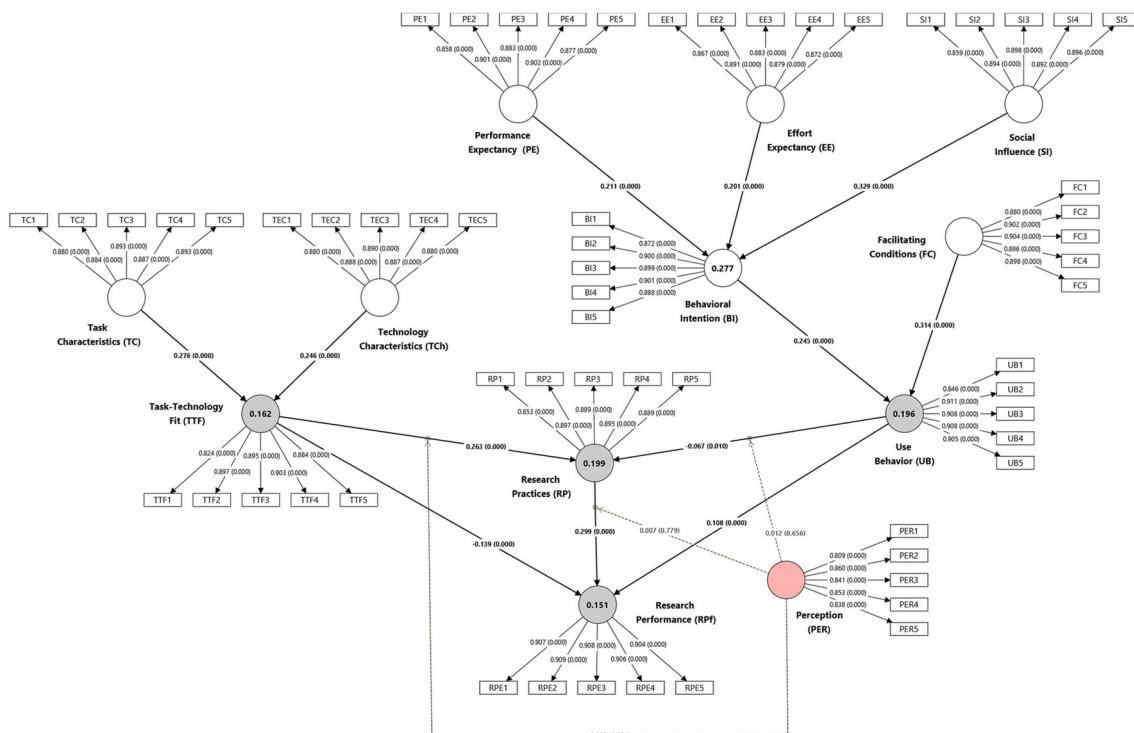 PE1 PE2 PE3 PE4 PE5
0.858 (0.000) 0.901 (0.000) 0.883 (0.000) 0.902 (0.000) 0.877 (0.000)
Performance
Expectancy (PE)
EE1 EE2 EE3 EE4 EE5
0.867 (0.000) 0.891 (0.000) 0.883 (0.000) 0.879 (0.000) 0.872 (0.000)
Effort
Expectancy (EE)
SI1 SI2 SI3 SI4 SI5
0.859 (0.000) 0.894 (0.000) 0.898 (0.000) 0.892 (0.000) 0.896 (0.000)
Social
Influence (SI)
0.211 (0.000)
0.201 (0.000)
0.329 (0.000)
TC1 TC2 TC3 TC4 TC5
0.880 (0.000) 0.884 (0.000) 0.893 (0.000) 0.887 (0.000) 0.893 (0.000)
Task
Characteristics (TC)
TEC1 TEC2 TEC3 TEC4 TEC5
0.880 (0.000) 0.888 (0.000) 0.890 (0.000) 0.887 (0.000) 0.880 (0.000)
Technology
Characteristics (TCh)
BI1
BI2
BI3
BI4
BI5
0.872 (0.000)
0.900 (0.000)
0.899 (0.000)
0.901 (0.000)
0.888 (0.000)
0.277
Behavioral
Intention (BI)
Facilitating
Conditions (FC)
0.880 (0.000)
0.902 (0.000)
0.904 (0.000)
0.896 (0.000)
0.898 (0.000)
FC1
FC2
FC3
FC4
FC5
0.276 (0.000)
0.246 (0.000)
0.245 (0.000)
0.314 (0.000)
Task-Technology
Fit (TTF)
0.162
0.824 (0.000) 0.897 (0.000) 0.895 (0.000) 0.903 (0.000) 0.884 (0.000)
TTF1 TTF2 TTF3 TTF4 TTF5
RP1 RP2 RP3 RP4 RP5
0.853 (0.000) 0.897 (0.000) 0.889 (0.000) 0.895 (0.000) 0.889 (0.000)
0.263 (0.000)
0.199
Research
Practices (RP)
-0.067 (0.010)
0.196
Use
Behavior (UB)
0.846 (0.000)
0.911 (0.000)
0.908 (0.000)
0.908 (0.000)
0.905 (0.000)
UB1
UB2
UB3
UB4
UB5
-0.139 (0.000)
0.299 (0.000)
0.108 (0.000)
0.007 (0.779)
0.012 (0.656)
Perception
(PER)
0.809 (0.000)
0.860 (0.000)
0.841 (0.000)
0.853 (0.000)
0.838 (0.000)
PER1
PER2
PER3
PER4
PER5
0.151
Research
Performance (RPf)
0.907 (0.000) 0.909 (0.000) 0.908 (0.000) 0.906 (0.000) 0.904 (0.000)
RPE1 RPE2 RPE3 RPE4 RPE5